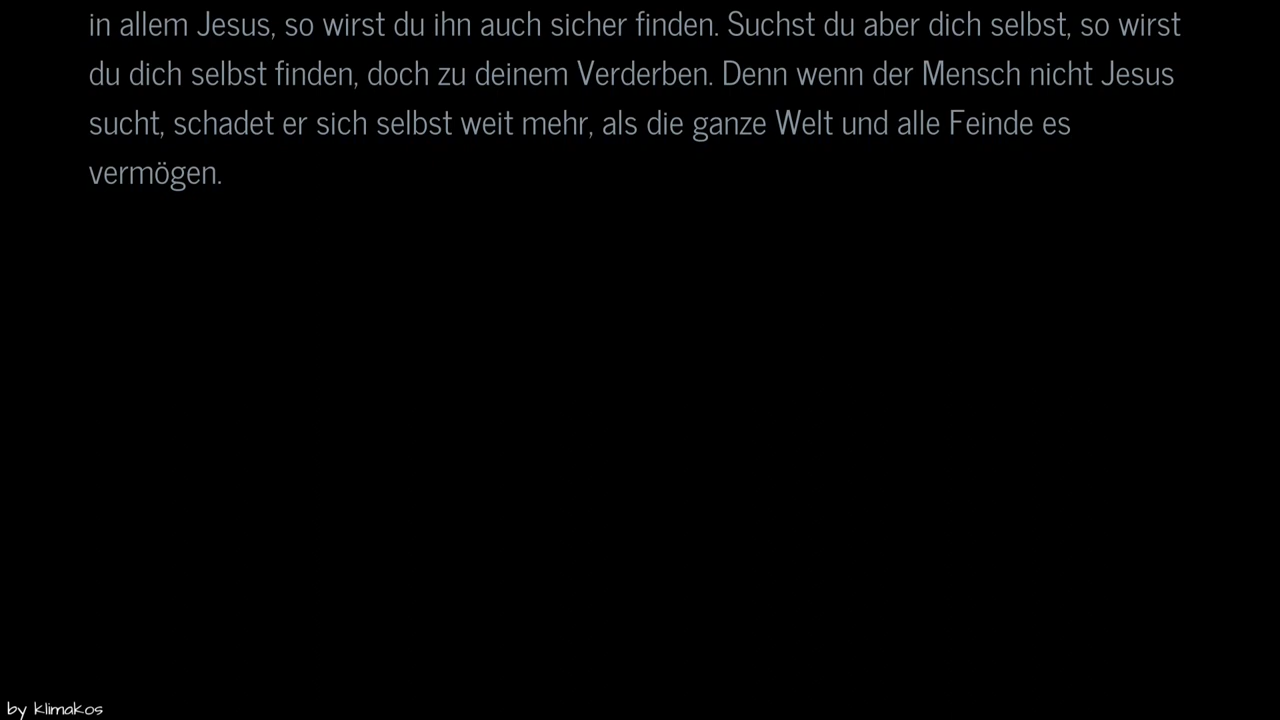 in allem Jesus, so wirst du ihn auch sicher finden. Suchst du aber dich selbst, so wirst
du dich selbst finden, doch zu deinem Verderben. Denn wenn der Mensch nicht Jesus
sucht, schadet er sich selbst weit mehr, als die ganze Welt und alle Feinde es
vermögen.
by klimakos